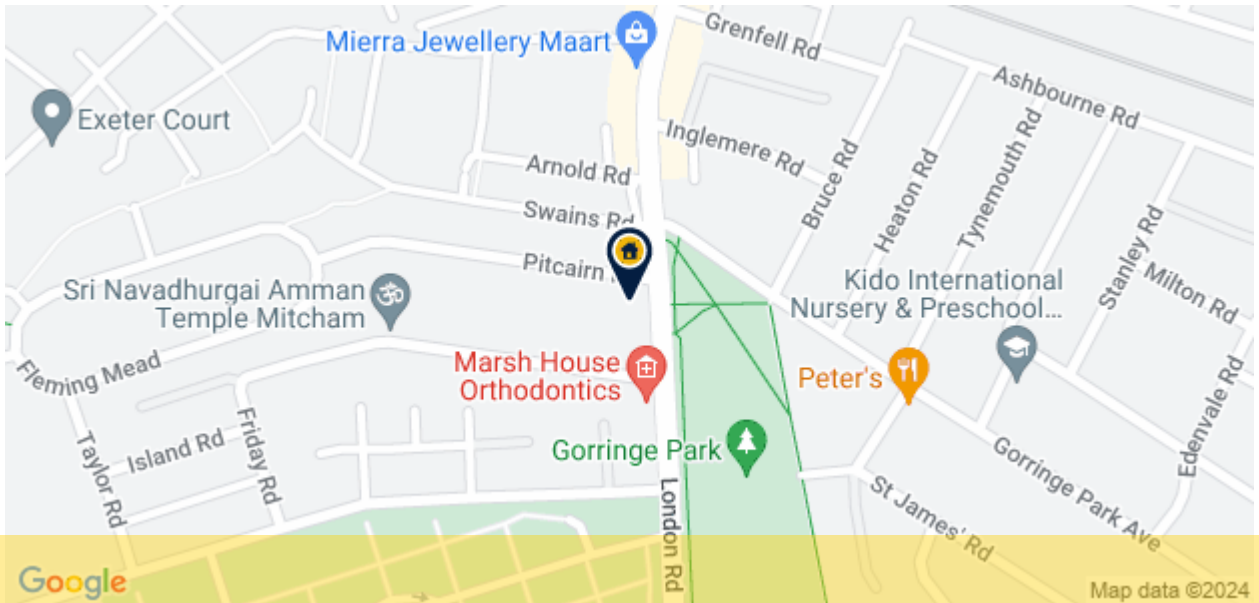 Grenfell Rd
Mierra Jewellery Maart
Ashbourne Rd
Exeter Court
Inglemere Rd
Tynemouth Rd
Arnold Rd
Bruce Rd
Heaton Rd
Stanley Rd
Swains Rd
Pitcairn
Milton Rd
Kido International
Nursery & Preschool...
Sri Navadhurgai Amman
Temple Mitcham
Fleming Mead
Marsh House
Orthodontics
Peter's
Edenvale Rd
Island Rd
Friday Rd
Taylor Rd
Gorringe Park
Gorringe Park Ave
London Rd
St James' Rd
Google
Map data ©2024